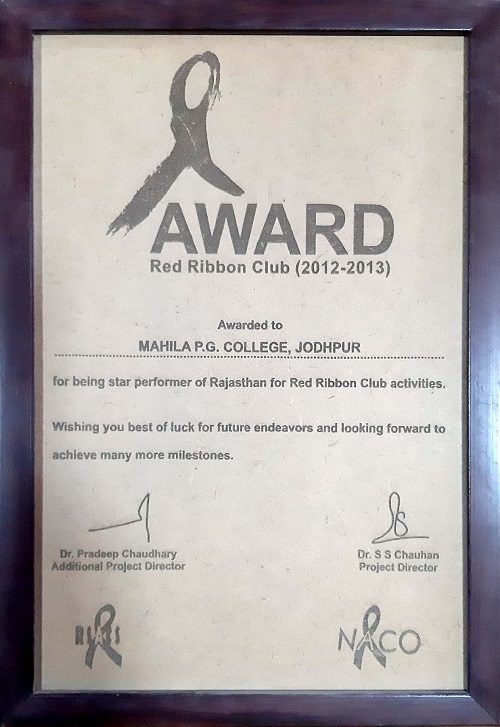 AWARD
Red Ribbon Club (2012-2013)
Awarded to
MAHILA P.G. COLLEGE, JODHPUR
for being star performer of Rajasthan for Red Ribbon Club activities.
Wishing you best of luck for future endeavors and looking forward to
achieve many more milestones.
Dr. Pradeep Chaudhary
Additional Project Director
Dr. S S Chauhan
Project Director
RSACS
NACO